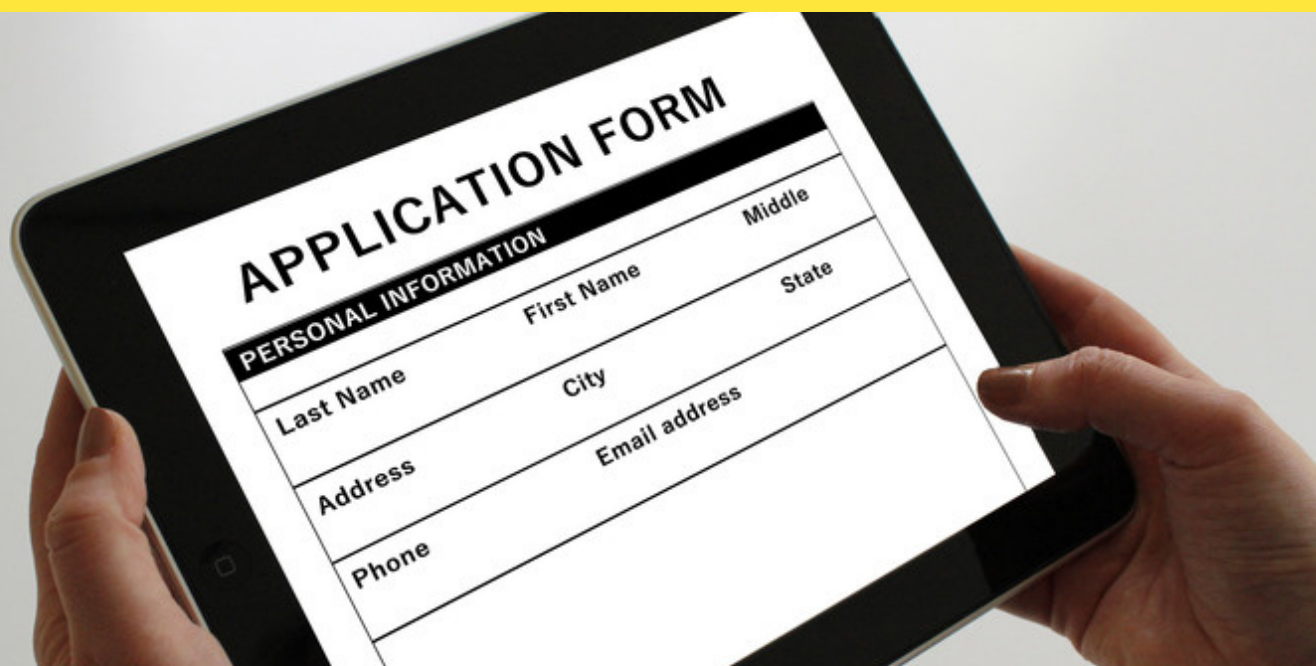 APPLICATION FORM
PERSONAL INFORMATION
Last Name First Name Middle
Address City State
Phone Email address